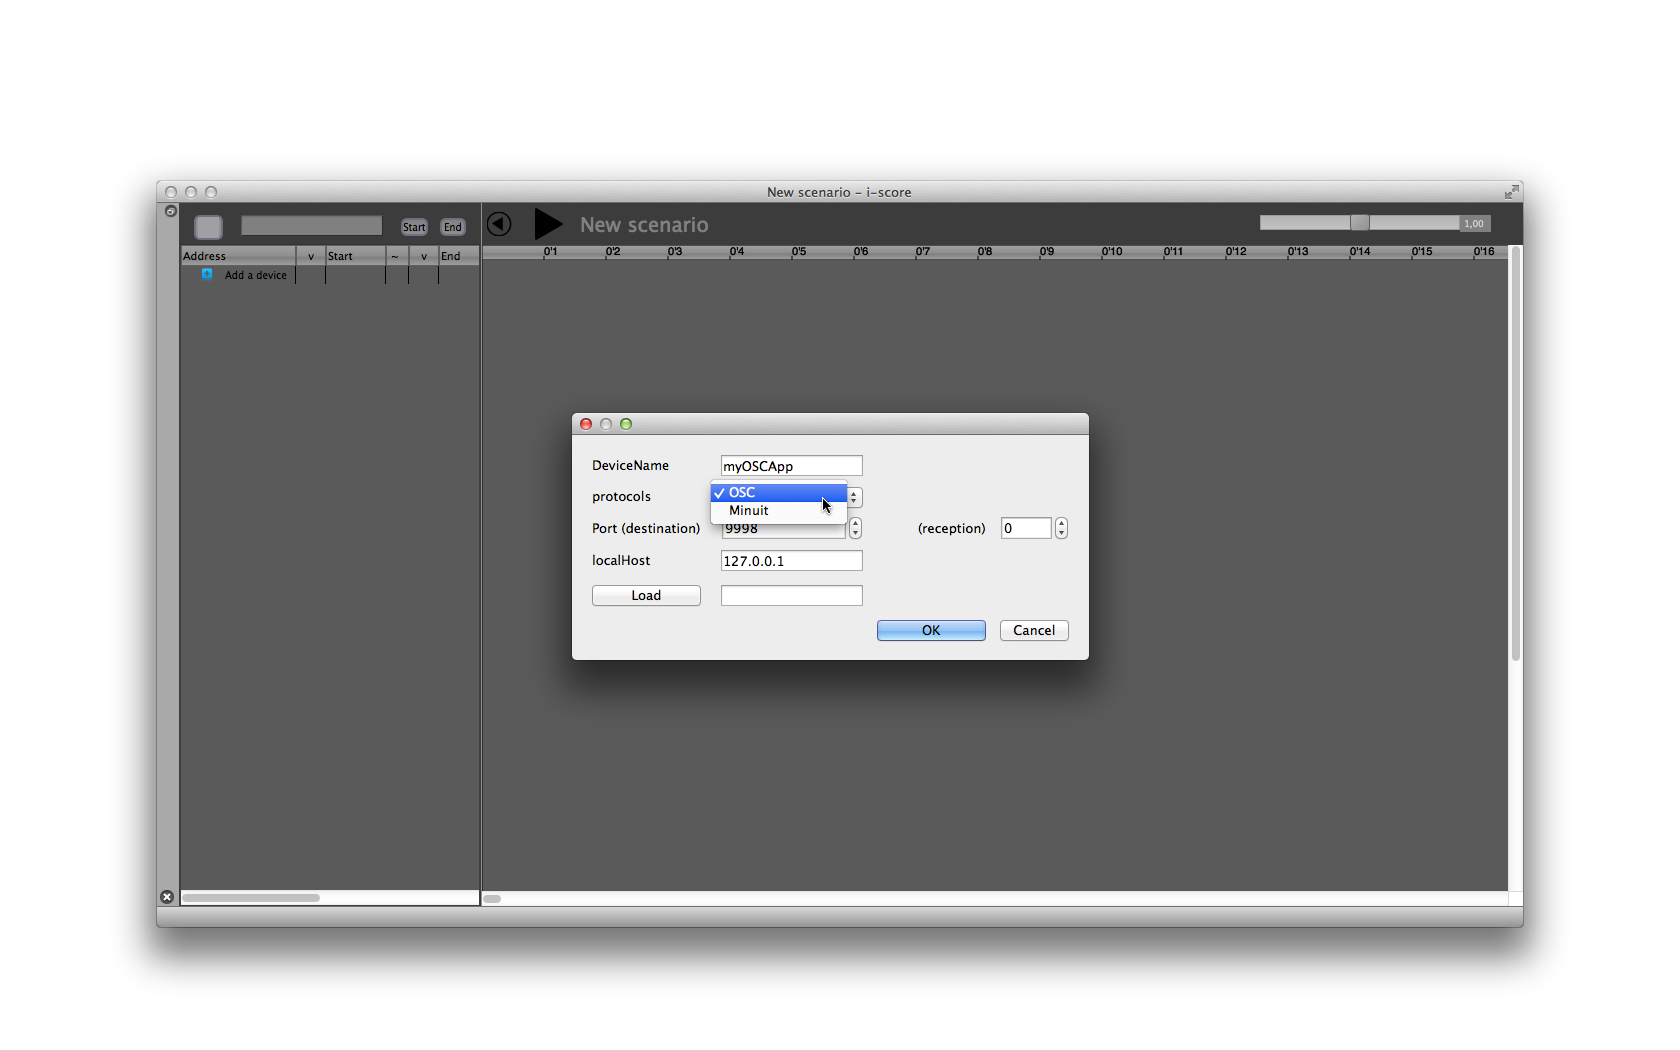 New scenario – i-score
Start End New scenario 1,00
Address v Start ~ v End
0'1 0'2 0'3 0'4 0'5 0'6 0'7 0'8 0'9 0'10 0'11 0'12 0'13 0'14 0'15 0'16
Add a device
DeviceName myOSCApp
protocols ✓ OSC
Minuit
Port (destination) 9998 (reception) 0
localHost 127.0.0.1
Load
OK Cancel